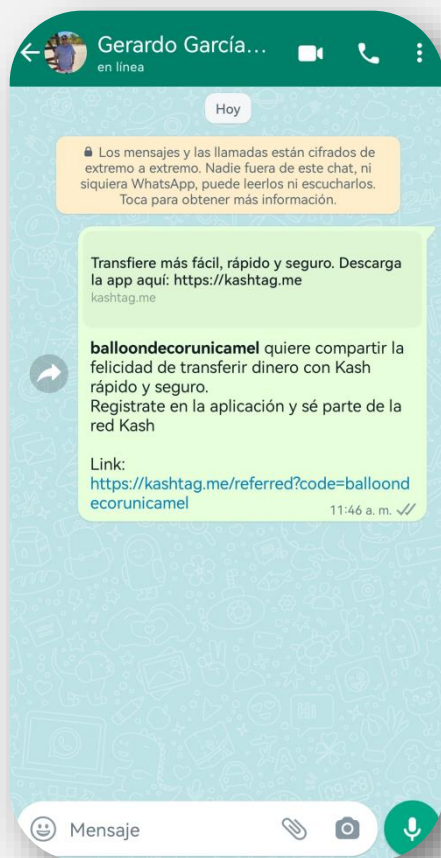 Gerardo García...
en línea
Hoy
Los mensajes y las llamadas están cifrados de
extremo a extremo. Nadie fuera de este chat, ni
siquiera WhatsApp, puede leerlos ni escucharlos.
Toca para obtener más información.
Transfiere más fácil, rápido y seguro. Descarga
la app aquí: https://kashtag.me
kashtag.me
balloondecorunicamel quiere compartir la
felicidad de transferir dinero con Kash
rápido y seguro.
Registrate en la aplicación y sé parte de la
red Kash
Link:
https://kashtag.me/referred?code=balloond
ecorunicamel
11:46 a. m.
Mensaje